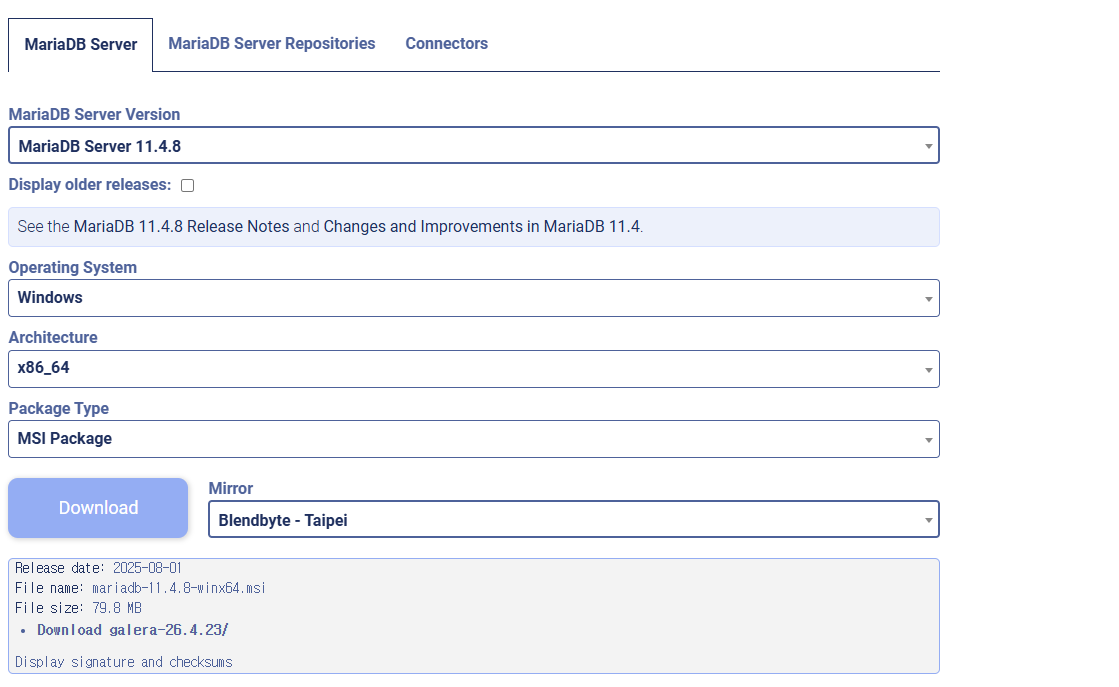 MariaDB Server MariaDB Server Repositories Connectors
MariaDB Server Version
MariaDB Server 11.4.8
Display older releases:
See the MariaDB 11.4.8 Release Notes and Changes and Improvements in MariaDB 11.4.
Operating System
Windows
Architecture
x86_64
Package Type
MSI Package
Mirror
Download
Blendbyte - Taipei
Release date: 2025-08-01
File name: mariadb-11.4.8-winx64.msi
File size: 79.8 MB
• Download galera-26.4.23/
Display signature and checksums